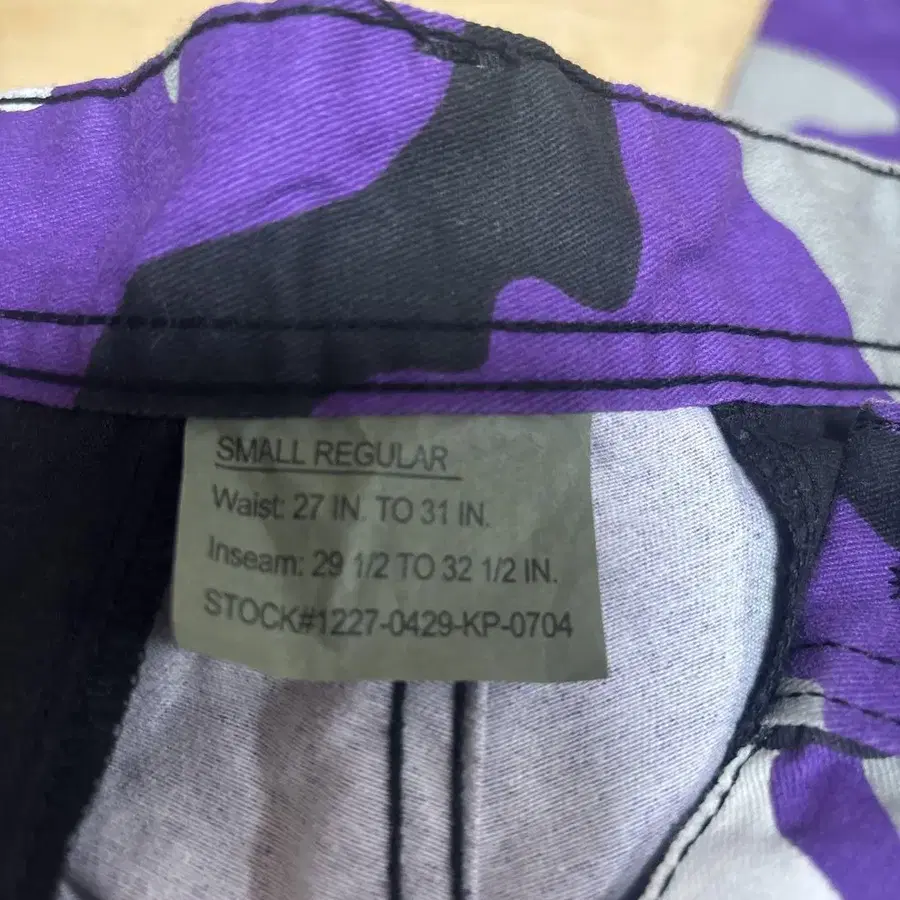 SMALL REGULAR
Waist: 27 IN. TO 31 IN.
Inseam: 29 1/2 TO 32 1/2 IN.
STOCK#1227-0429-KP-0704